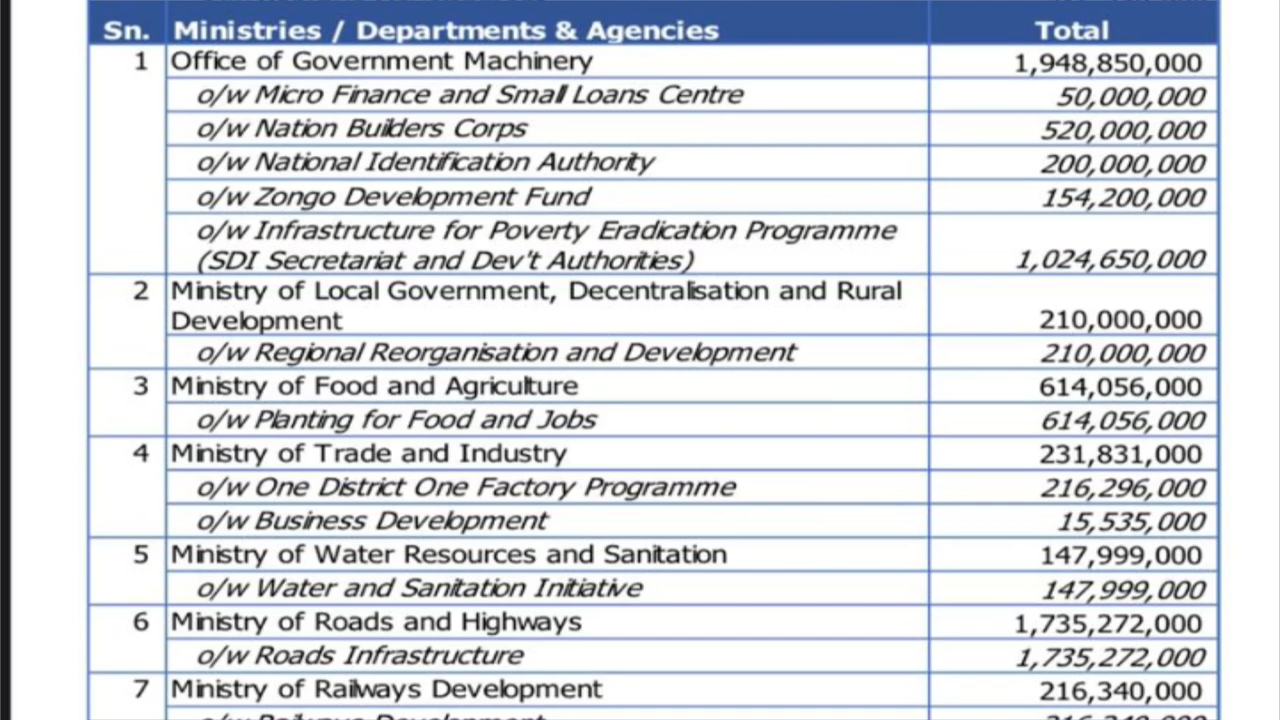 Sn. Ministries / Departments & Agencies Total
1 Office of Government Machinery 1,948,850,000
o/w Micro Finance and Small Loans Centre 50,000,000
o/w Nation Builders Corps 520,000,000
o/w National Identification Authority 200,000,000
o/w Zongo Development Fund 154,200,000
o/w Infrastructure for Poverty Eradication Programme
(SDI Secretariat and Dev't Authorities) 1,024,650,000
2 Ministry of Local Government, Decentralisation and Rural
Development 210,000,000
o/w Regional Reorganisation and Development 210,000,000
3 Ministry of Food and Agriculture 614,056,000
o/w Planting for Food and Jobs 614,056,000
4 Ministry of Trade and Industry 231,831,000
o/w One District One Factory Programme 216,296,000
o/w Business Development 15,535,000
5 Ministry of Water Resources and Sanitation 147,999,000
o/w Water and Sanitation Initiative 147,999,000
6 Ministry of Roads and Highways 1,735,272,000
o/w Roads Infrastructure 1,735,272,000
7 Ministry of Railways Development 216,340,000
o/w Railways Development 216,340,000